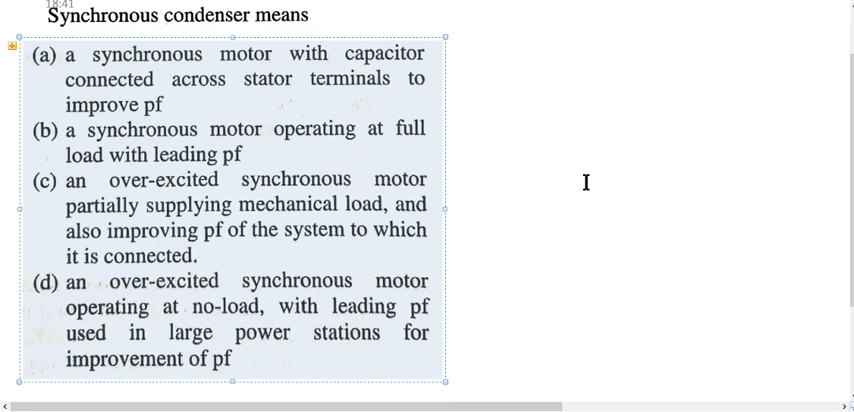 18:41
Synchronous condenser means
(a) a synchronous motor with capacitor
connected across stator terminals to
improve pf
(b) a synchronous motor operating at full
load with leading pf
(c) an over-excited synchronous motor
partially supplying mechanical load, and
also improving pf of the system to which
it is connected.
(d) an over-excited synchronous motor
operating at no-load, with leading pf
used in large power stations for
improvement of pf